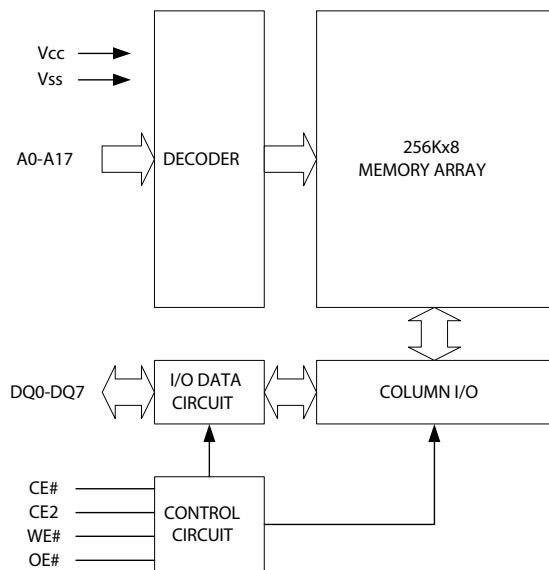 Vcc
Vss
A0-A17
DECODER
256Kx8
MEMORY ARRAY
DQ0-DQ7
I/O DATA
CIRCUIT
COLUMN I/O
CE#
CE2
WE#
OE#
CONTROL
CIRCUIT